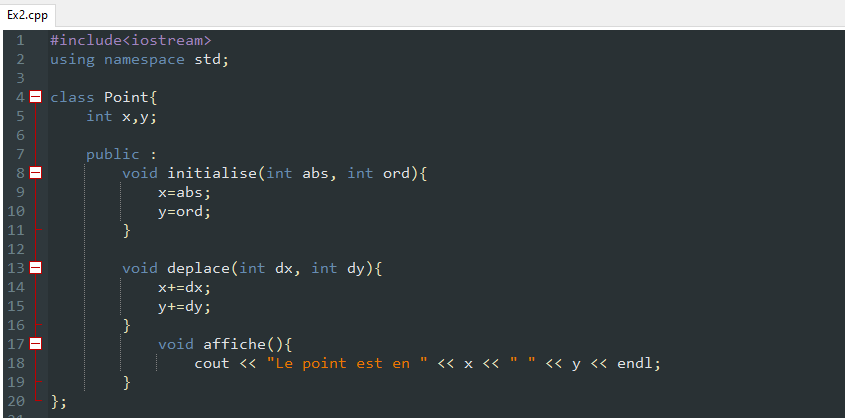 Ex2.cpp
1 #include<iostream>
2 using namespace std;
3
4 class Point{
5 int x,y;
6
7 public :
8 void initialise(int abs, int ord){
9 x=abs;
10 y=ord;
11 }
12
13 void deplace(int dx, int dy){
14 x+=dx;
15 y+=dy;
16 }
17 void affiche(){
18 cout << "Le point est en " << x << " " << y << endl;
19 }
20 };